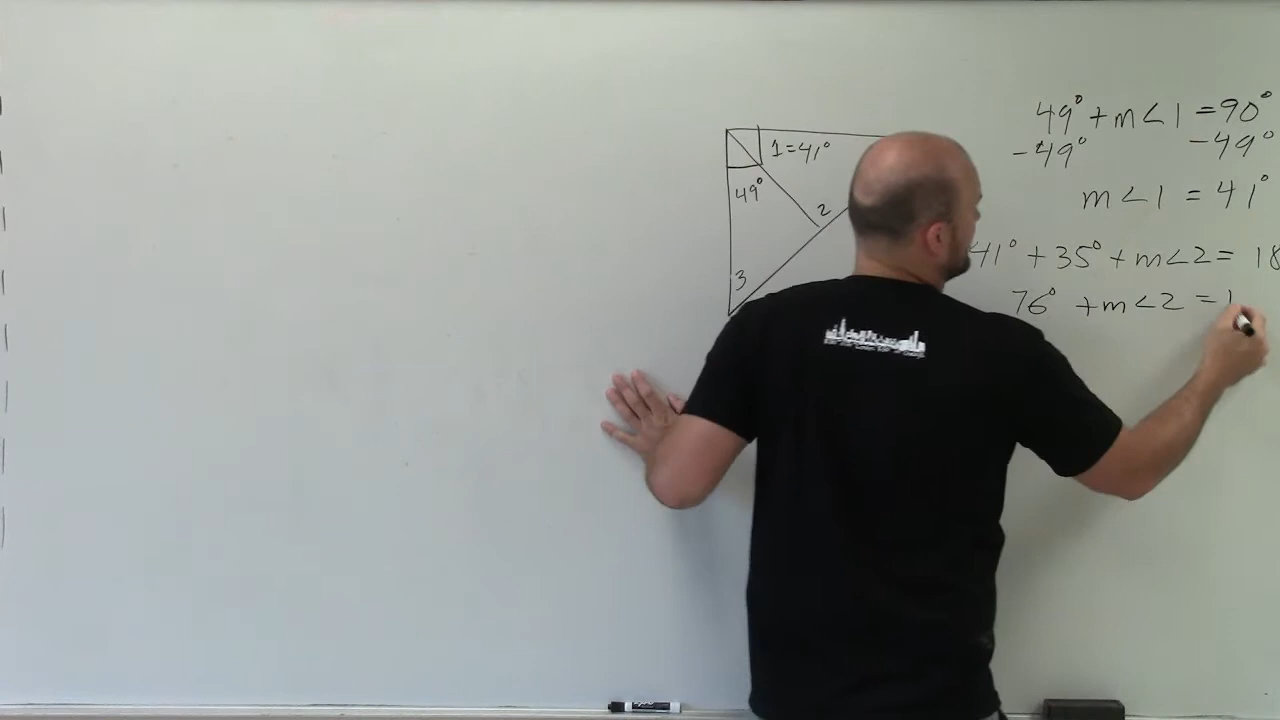 1=41°
49°
2
3
49° + m<1 = 90°
-49° -49°
m<1 = 41°
41° + 35° + m<2 = 18
76° + m<2 = 1